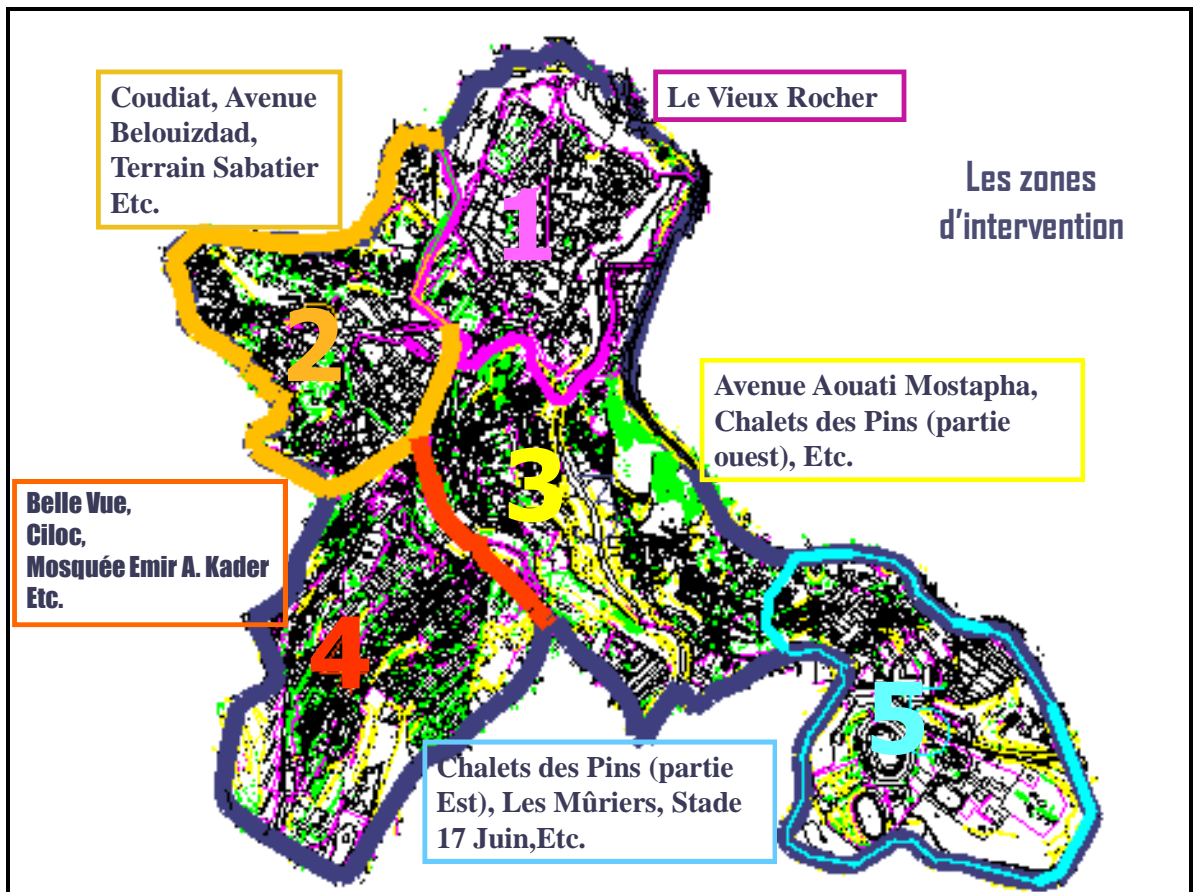 Coudiat, Avenue
Belouizdad,
Terrain Sabatier
Etc.
Le Vieux Rocher
Les zones
d'intervention
1
2
Avenue Aouati Mostapha,
Chalets des Pins (partie
ouest), Etc.
3
Belle Vue,
Ciloc,
Mosquée Emir A. Kader
Etc.
4
5
Chalets des Pins (partie
Est), Les Mûriers, Stade
17 Juin,Etc.